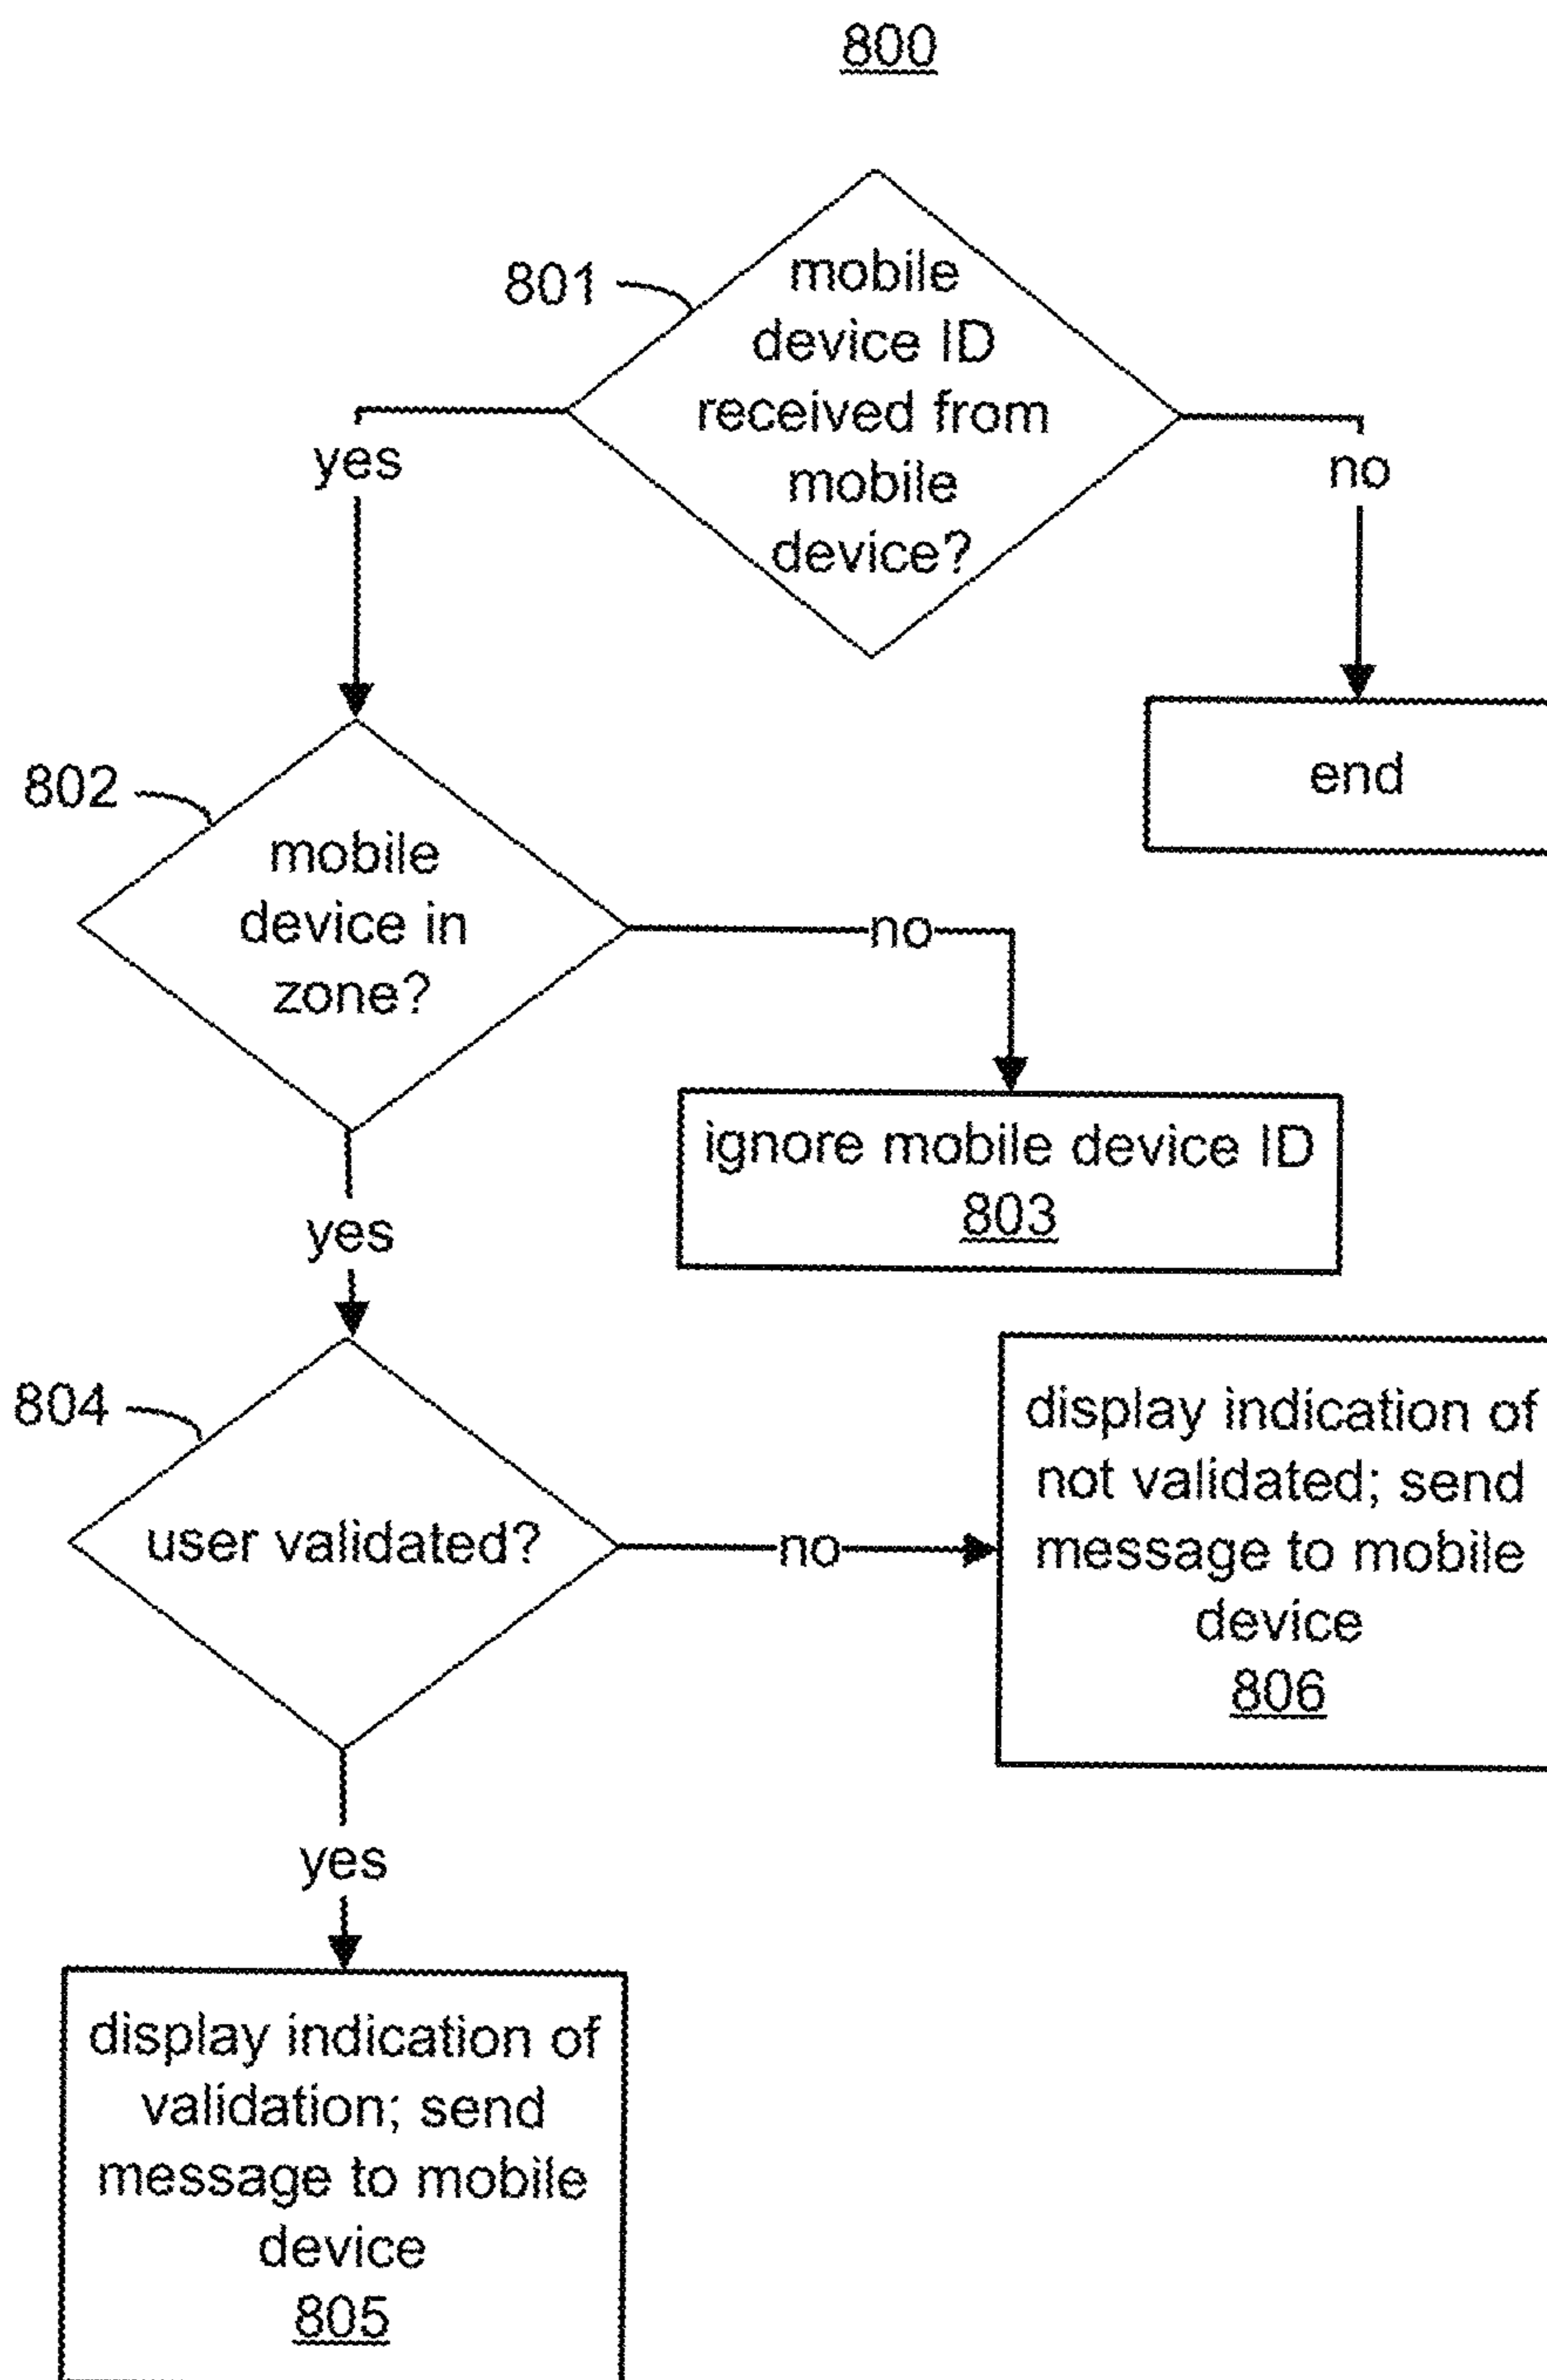 800
801
mobile
device ID
received from
mobile
device?
yes
no
end
802
mobile
device in
zone?
no
ignore mobile device ID
803
yes
804
user validated?
no
display indication of
not validated; send
message to mobile
device
806
yes
display indication of
validation; send
message to mobile
device
805